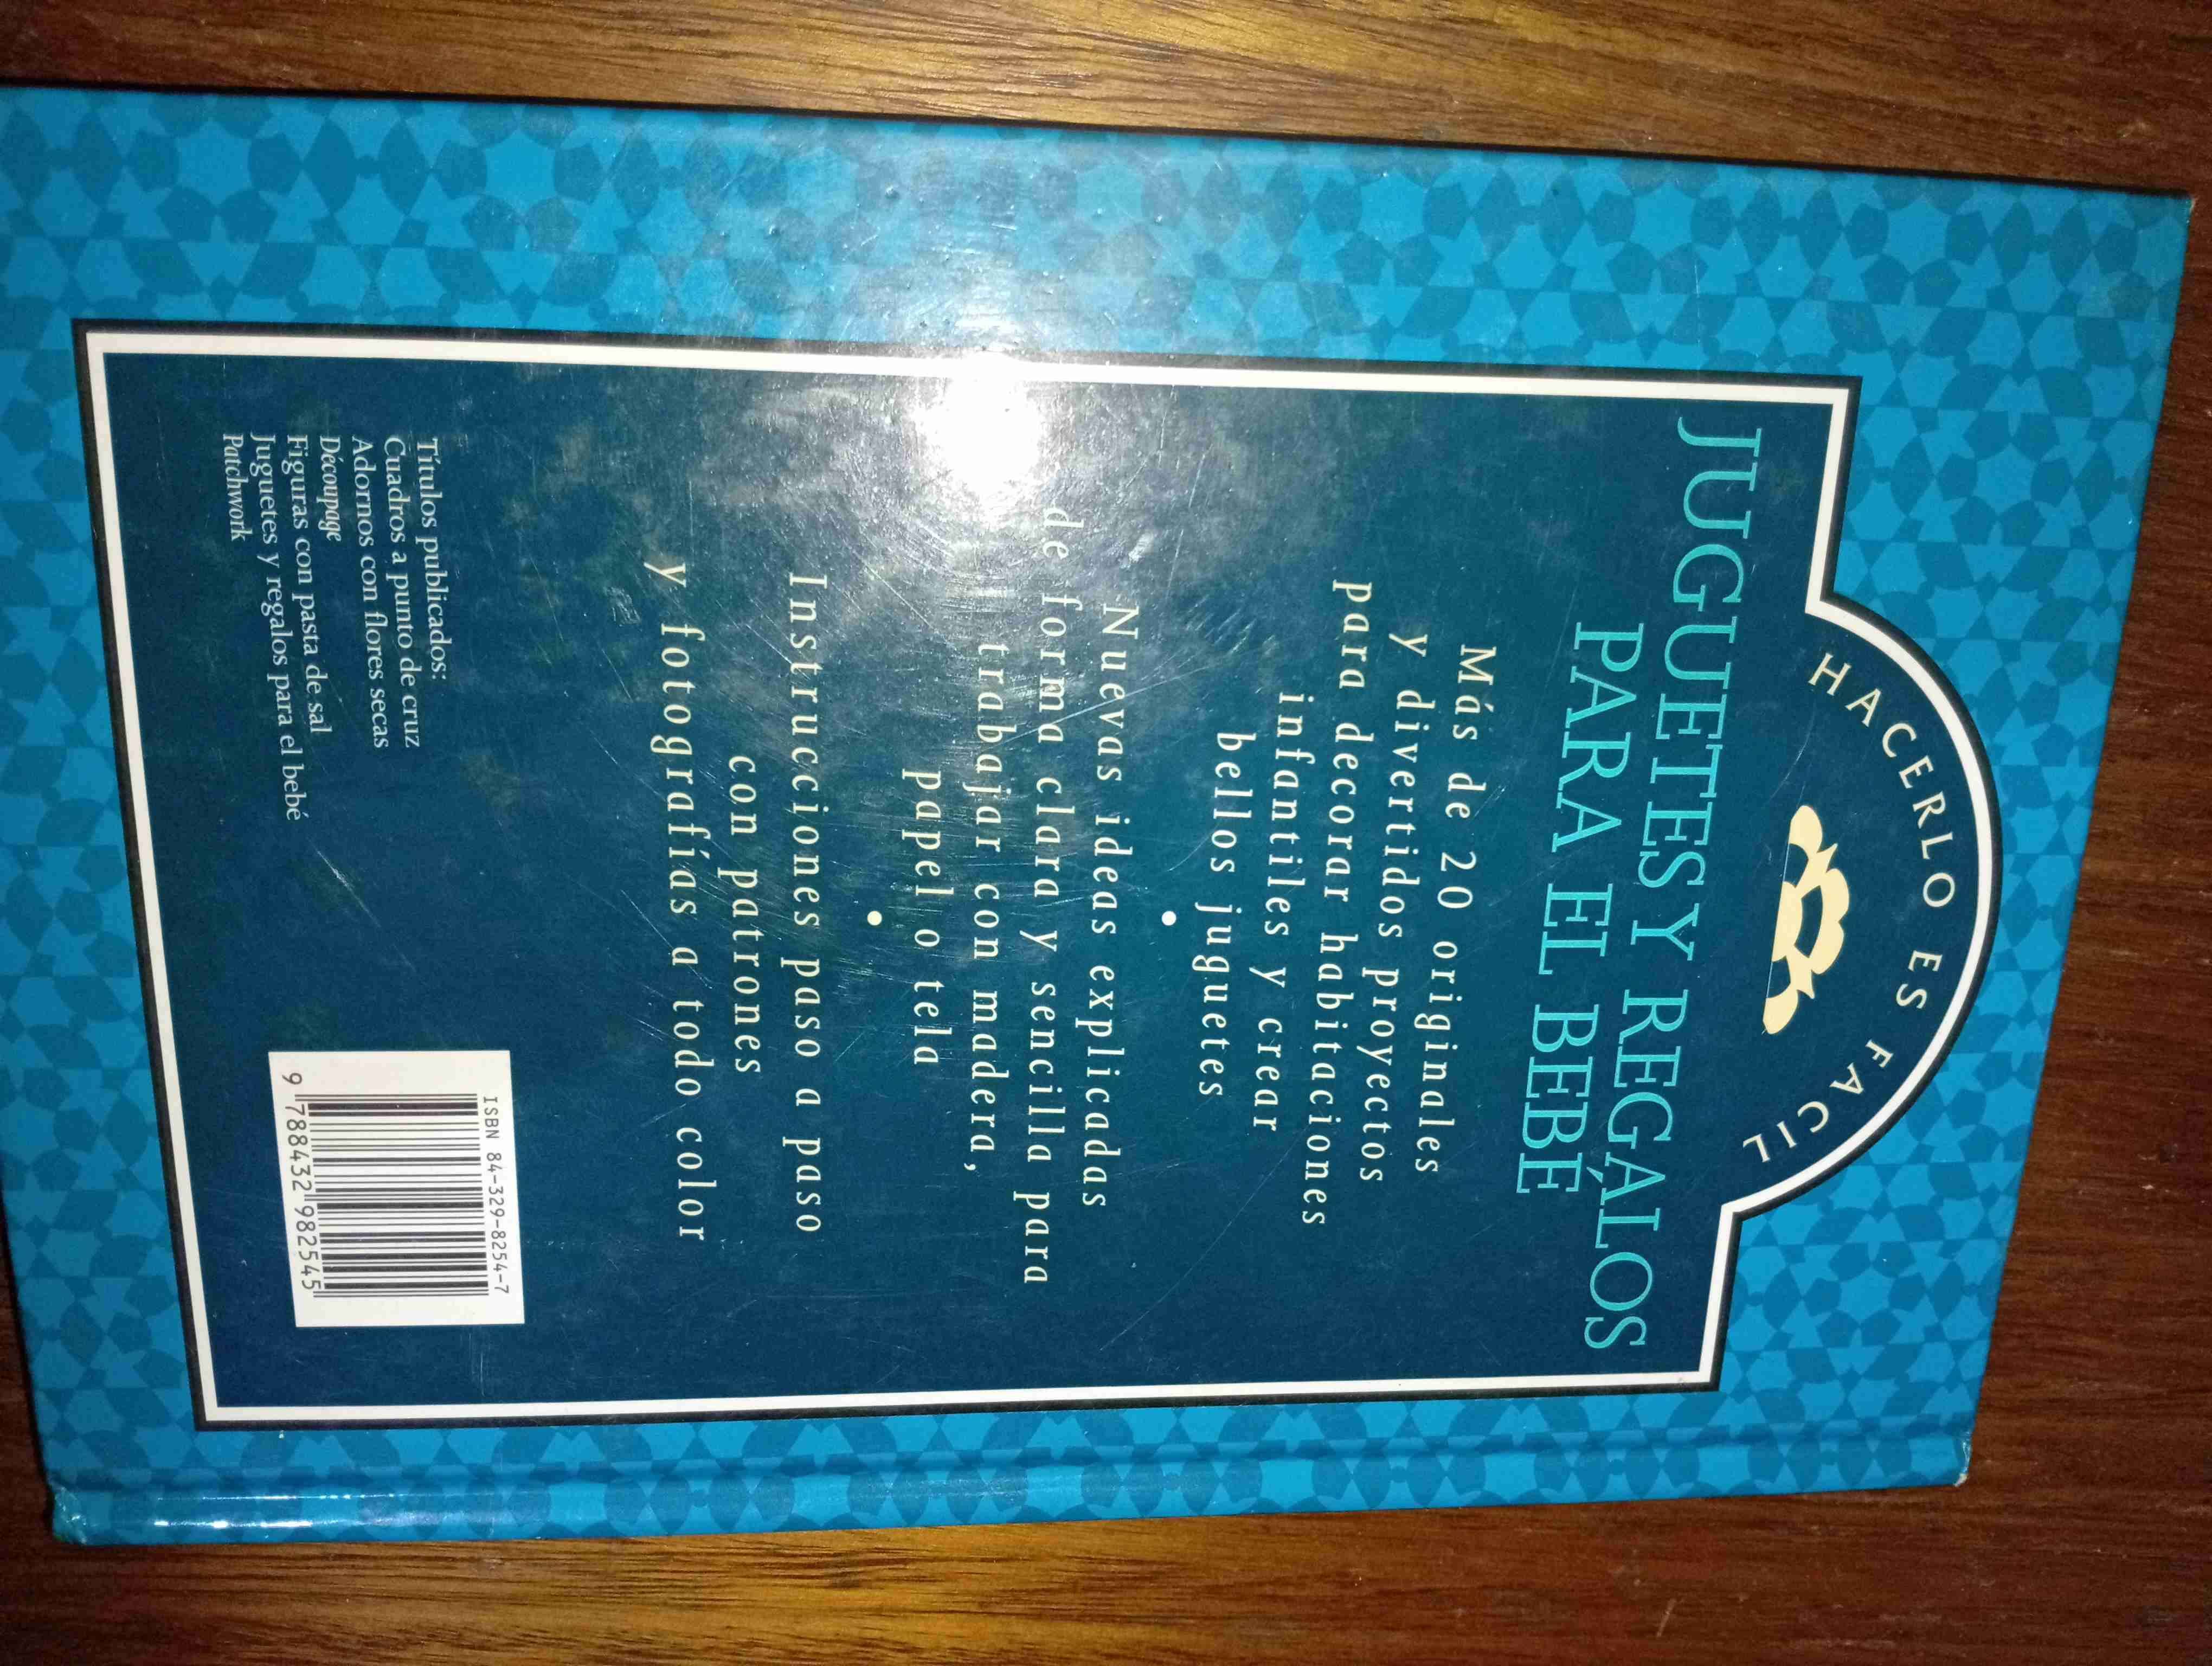 HACERLO ES FACIL
JUGUETES Y REGALOS
PARA EL BEBÉ
Más de 20 originales
y divertidos proyectos
para decorar habitaciones
infantiles y crear
bellos juguetes
•
Nuevas ideas explicadas
de forma clara y sencilla para
trabajar con madera,
papel o tela
•
Instrucciones paso a paso
con patrones
y fotografías a todo color
Títulos publicados:
Cuadros a punto de cruz
Adornos con flores secas
Découpage
Figuras con pasta de sal
Juguetes y regalos para el bebé
Patchwork
ISBN 84-329-8254-7
9 788432 982545